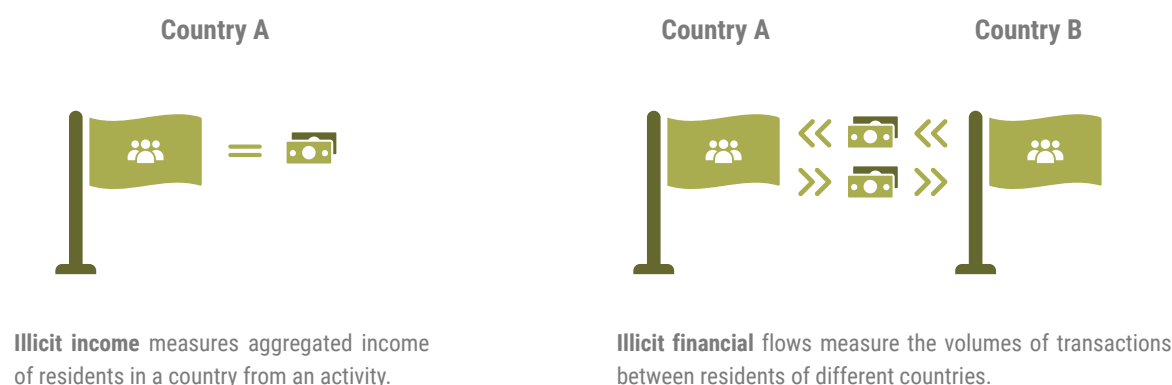 Country A
Illicit income measures aggregated income
of residents in a country from an activity.
Country A
Country B
Illicit financial flows measure the volumes of transactions
between residents of different countries.